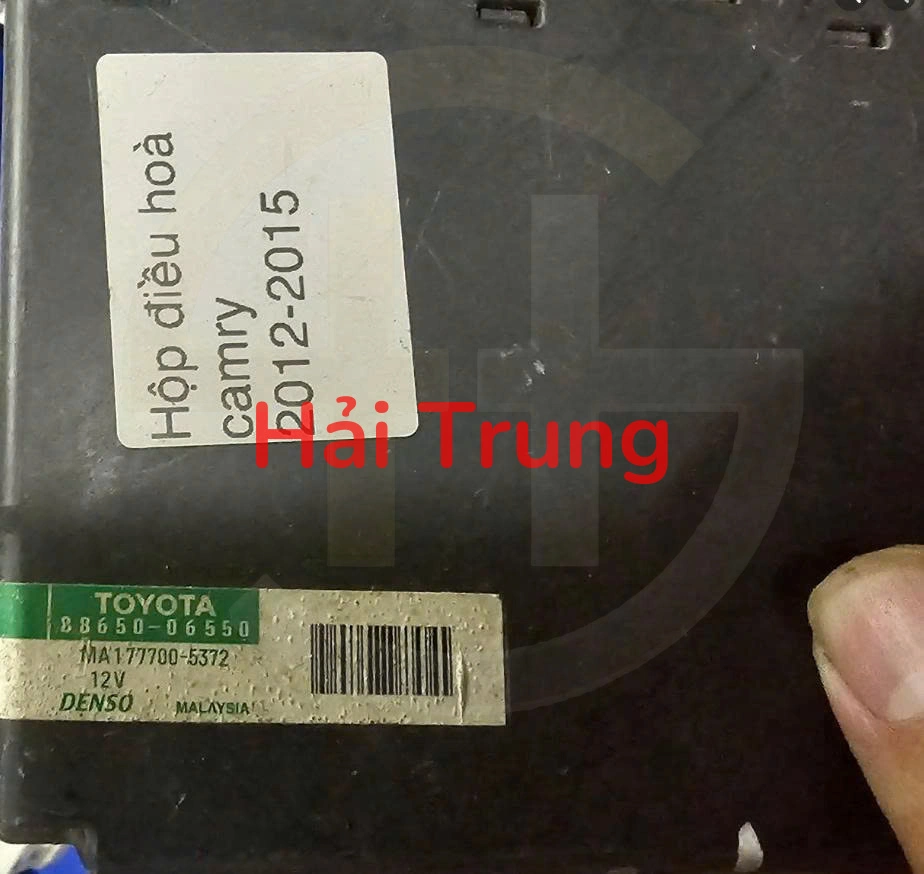 Hộp điều hoà
camry
2012-2015
Hải Trung
TOYOTA
88650-06550
MA177700-5372
12V
DENSO MALAYSIA